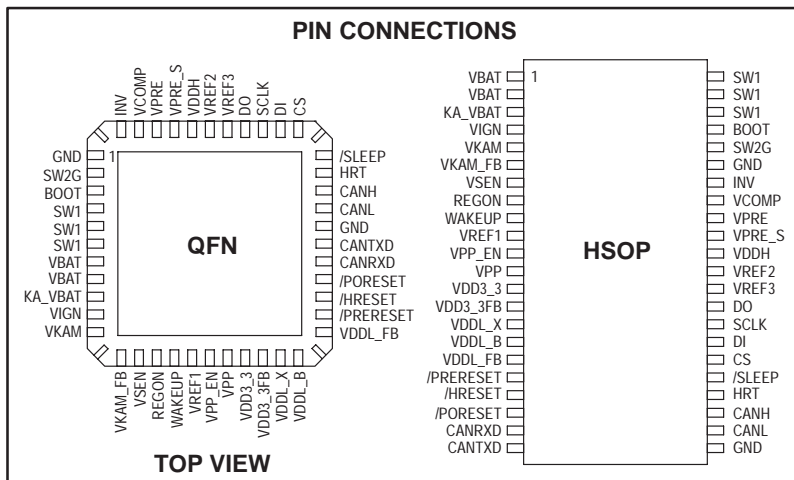 PIN CONNECTIONS
INV
VCOMP
VPRE
VPRE_S
VDDH
VREF2
VREF3
DO
SCLK
DI
CS
GND
SW2G
BOOT
SW1
SW1
SW1
VBAT
VBAT
KA_VBAT
VIGN
VKAM
1
QFN
/SLEEP
HRT
CANH
CANL
GND
CANTXD
CANRXD
/PORESET
/HRESET
/PRERESET
VDDL_FB
VKAM_FB
VSEN
REGON
WAKEUP
VREF1
VPP_EN
VPP
VDD3_3
VDD3_3FB
VDDL_X
VDDL_B
TOP VIEW
VBAT
VBAT
KA_VBAT
VIGN
VKAM
VKAM_FB
VSEN
REGON
WAKEUP
VREF1
VPP_EN
VPP
VDD3_3
VDD3_3FB
VDDL_X
VDDL_B
VDDL_FB
/PRERESET
/HRESET
/PORESET
CANRXD
CANTXD
1
HSOP
SW1
SW1
SW1
BOOT
SW2G
GND
INV
VCOMP
VPRE
VPRE_S
VDDH
VREF2
VREF3
DO
SCLK
DI
CS
/SLEEP
HRT
CANH
CANL
GND